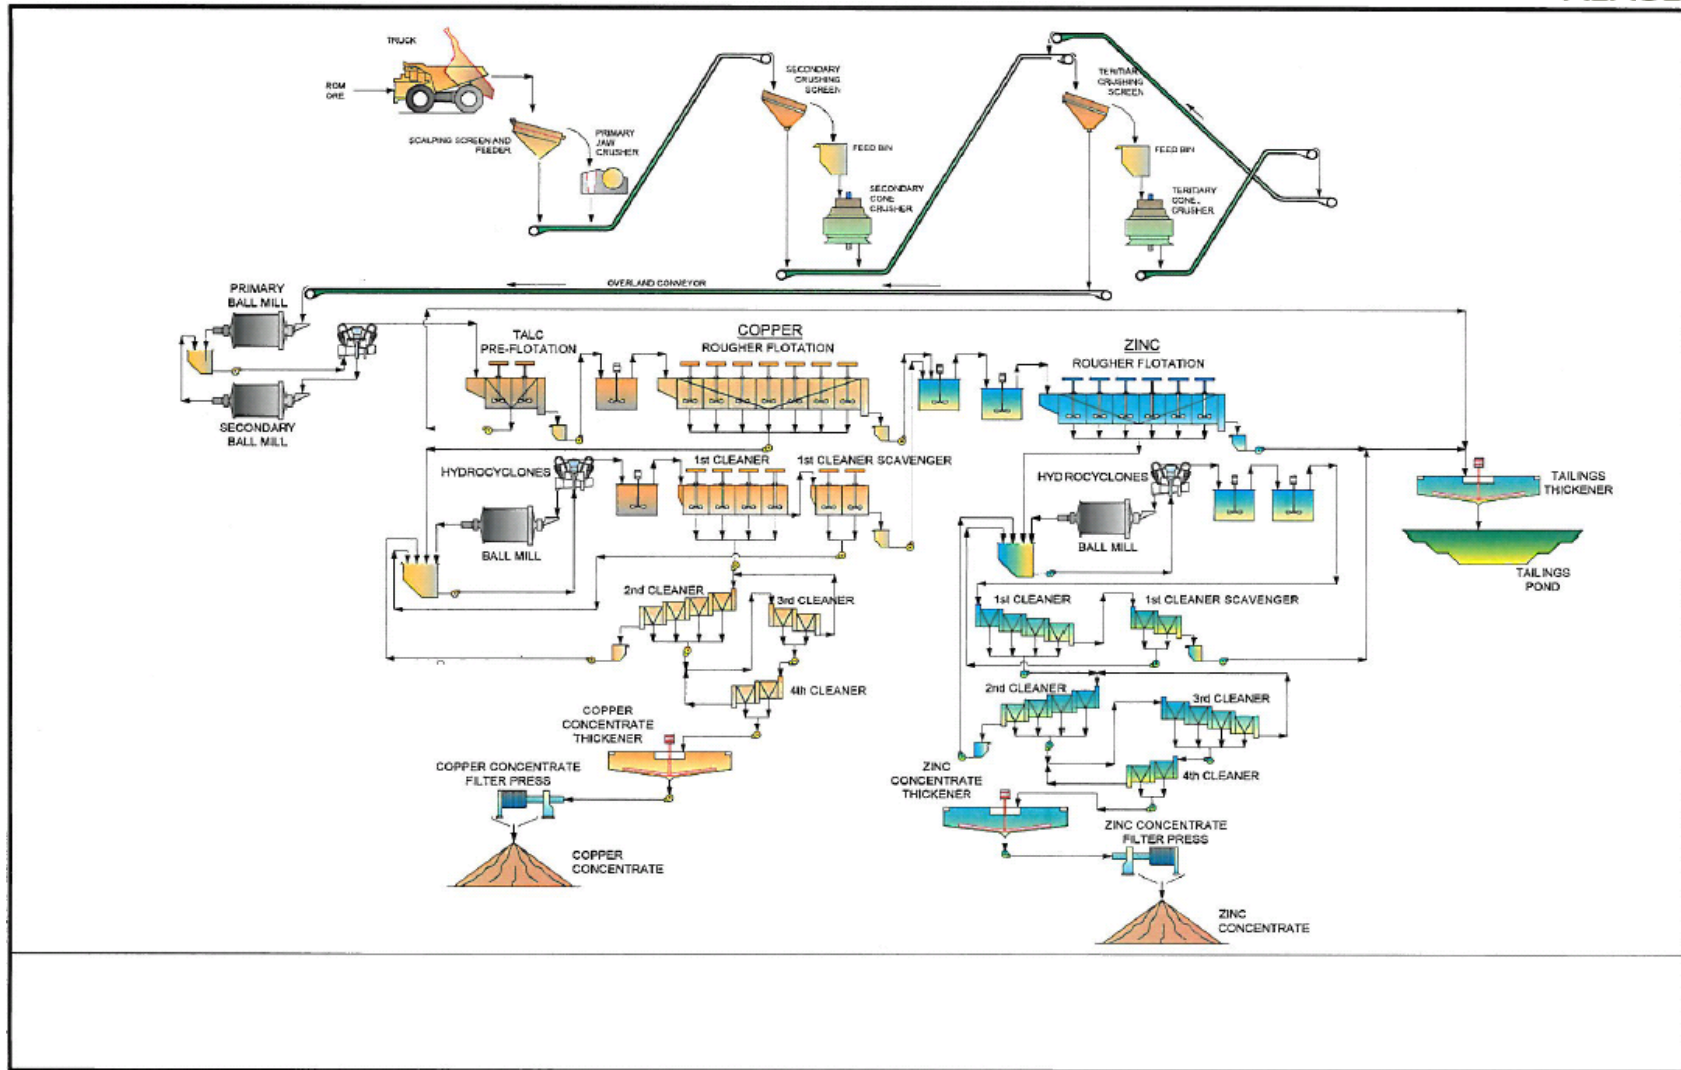 TRUCK
ROM
ORE
SCALPING SCREEN AND
FEEDER
PRIMARY
JAW
CRUSHER
SECONDARY
CRUSHING
SCREEN
FEED BIN
SECONDARY
CONE
CRUSHER
TERITIAR
CRUSHING
SCREEN
FEED BIN
TERITIARY
CONE
CRUSHER
OVERLAND CONVEYOR
PRIMARY
BALL MILL
SECONDARY
BALL MILL
TALC
PRE-FLOTATION
COPPER
ROUGHER FLOTATION
ZINC
ROUGHER FLOTATION
HYDROCYCLONES
1st CLEANER
1st CLEANER SCAVENGER
BALL MILL
HYDROCYCLONES
BALL MILL
TAILINGS
THICKENER
TAILINGS
POND
2nd CLEANER
3rd CLEANER
4th CLEANER
1st CLEANER
1st CLEANER SCAVENGER
2nd CLEANER
3rd CLEANER
4th CLEANER
COPPER
CONCENTRATE
THICKENER
COPPER CONCENTRATE
FILTER PRESS
COPPER
CONCENTRATE
ZINC
CONCENTRATE
THICKENER
ZINC CONCENTRATE
FILTER PRESS
ZINC
CONCENTRATE